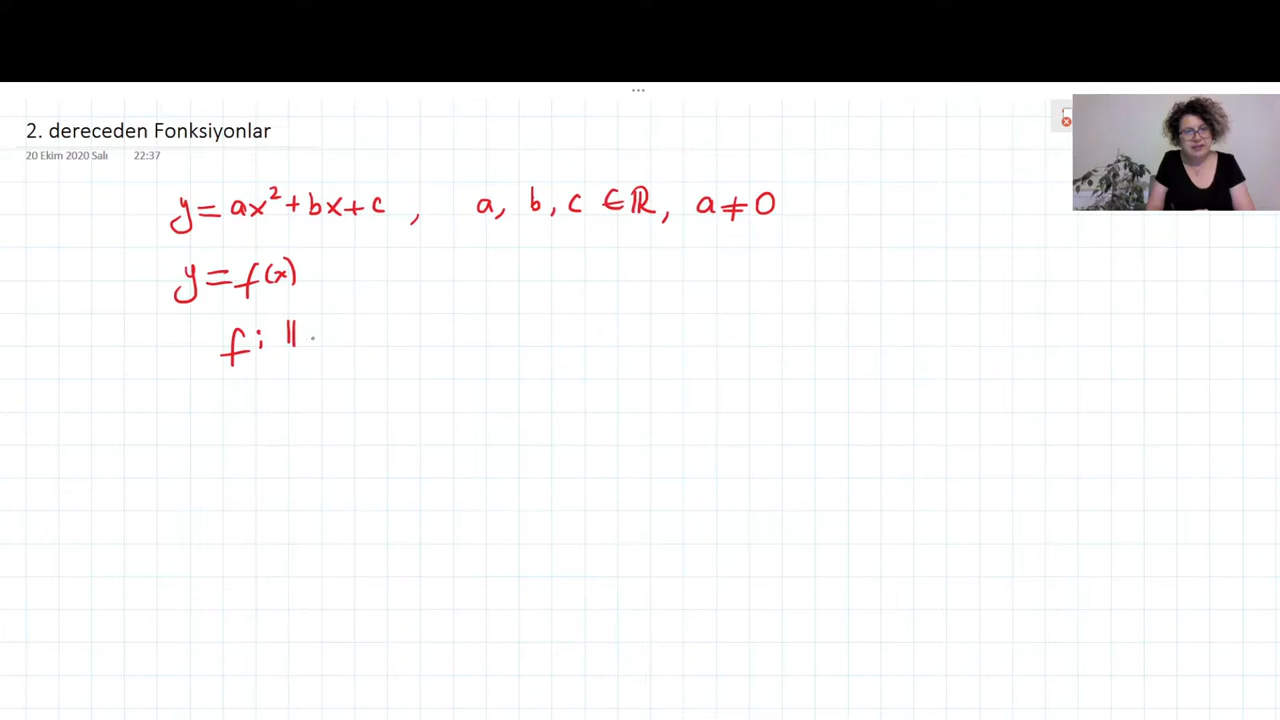 2. dereceden Fonksiyonlar
20 Ekim 2020 Salı 22:37
y = ax² + bx + c , a, b, c ∈ ℝ, a ≠ 0
y = f(x)
f: